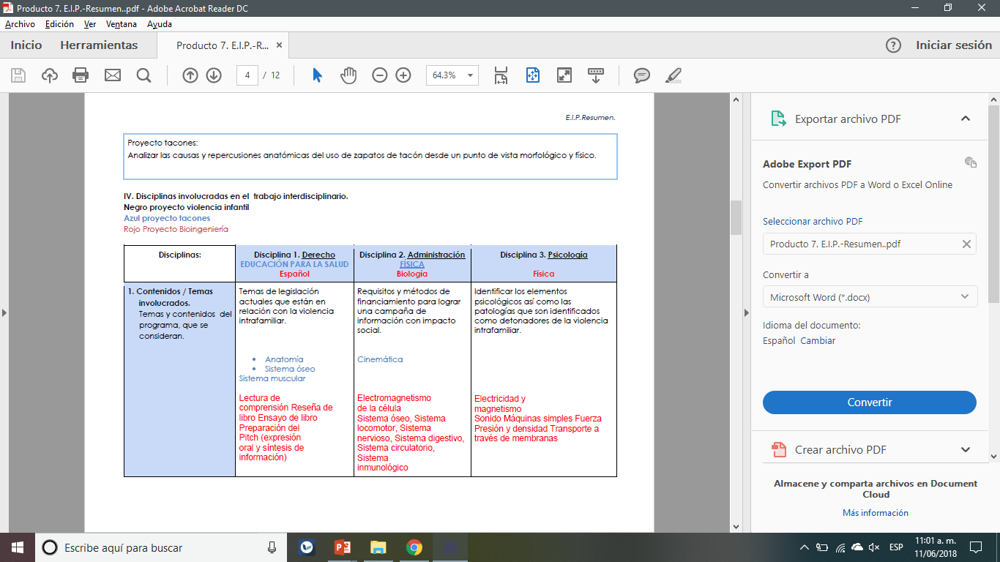 Producto 7. E.I.P.-Resumen..pdf - Adobe Acrobat Reader DC
Archivo Edición Ver Ventana Ayuda
Inicio Herramientas Producto 7. E.I.P.-R... Iniciar sesión
4 / 12 64.3%
E.I.P.Resumen.
Proyecto tacones:
Analizar las causas y repercusiones anatómicas del uso de zapatos de tacón desde un punto de vista morfológico y físico.
IV. Disciplinas involucradas en el trabajo interdisciplinario.
Negro proyecto violencia infantil
Azul proyecto tacones
Rojo Proyecto Bioingeniería
Disciplinas:
Disciplina 1. Derecho
EDUCACIÓN PARA LA SALUD
Español
Disciplina 2. Administración
FÍSICA
Biología
Disciplina 3. Psicología
Física
1. Contenidos / Temas
involucrados.
Temas y contenidos del
programa, que se
consideran.
Temas de legislación
actuales que están en
relación con la violencia
intrafamiliar.
• Anatomía
• Sistema óseo
Sistema muscular
Lectura de
comprensión Reseña de
libro Ensayo de libro
Preparación del
Pitch (expresión
oral y síntesis de
información)
Requisitos y métodos de
financiamiento para lograr
una campaña de
información con impacto
social.
Cinemática
Electromagnetismo
de la célula
Sistema óseo, Sistema
locomotor, Sistema
nervioso, Sistema digestivo,
Sistema circulatorio,
Sistema
inmunológico
Identificar los elementos
psicológicos así como las
patologías que son identificados
como detonadores de la violencia
intrafamiliar.
Electricidad y
magnetismo
Sonido Máquinas simples Fuerza
Presión y densidad Transporte a
través de membranas
Exportar archivo PDF
Adobe Export PDF
Convertir archivos PDF a Word o Excel Online
Seleccionar archivo PDF
Producto 7. E.I.P.-Resumen..pdf
Convertir a
Microsoft Word (*.docx)
Idioma del documento:
Español Cambiar
Convertir
Crear archivo PDF
Almacene y comparta archivos en Document
Cloud
Más información
Escribe aquí para buscar
ESP
11:01 a. m.
11/06/2018